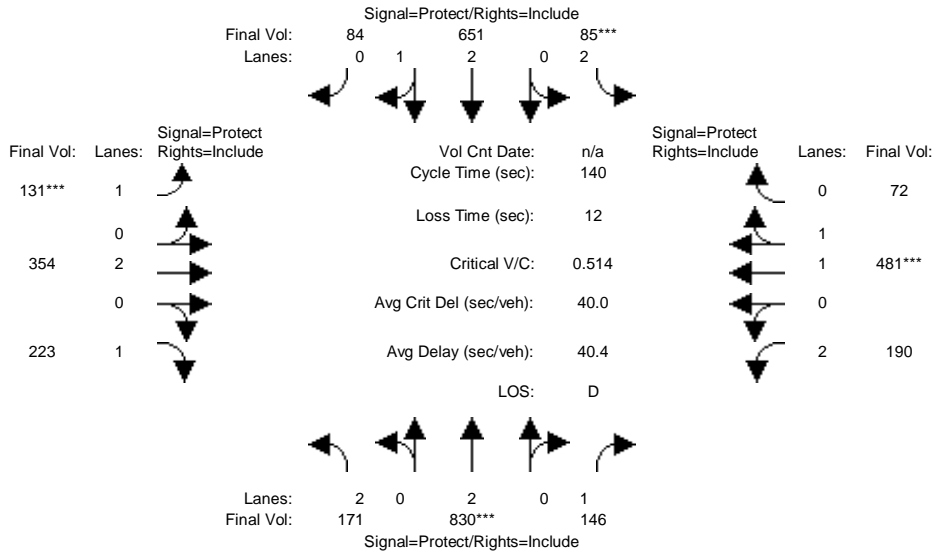 Signal=Protect/Rights=Include
Final Vol: 84 651 85***
Lanes: 0 1 2 0 2
Signal=Protect
Final Vol: Lanes: Rights=Include
Vol Cnt Date: n/a
Signal=Protect
Rights=Include Lanes: Final Vol:
Cycle Time (sec): 140
131*** 1
0 72
Loss Time (sec): 12
0
1
354 2
Critical V/C: 0.514
1 481***
0
Avg Crit Del (sec/veh): 40.0
0
223 1
Avg Delay (sec/veh): 40.4
2 190
LOS: D
Lanes: 2 0 2 0 1
Final Vol: 171 830*** 146
Signal=Protect/Rights=Include